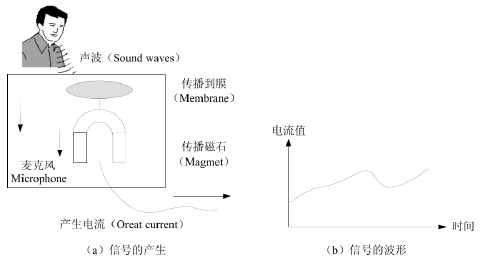 声波（Sound waves）
传播到膜
（Membrane）
传播磁石
（Magmet）
麦克风
Microphone
产生电流（Oreat current）
（a）信号的产生
电流值
时间
（b）信号的波形